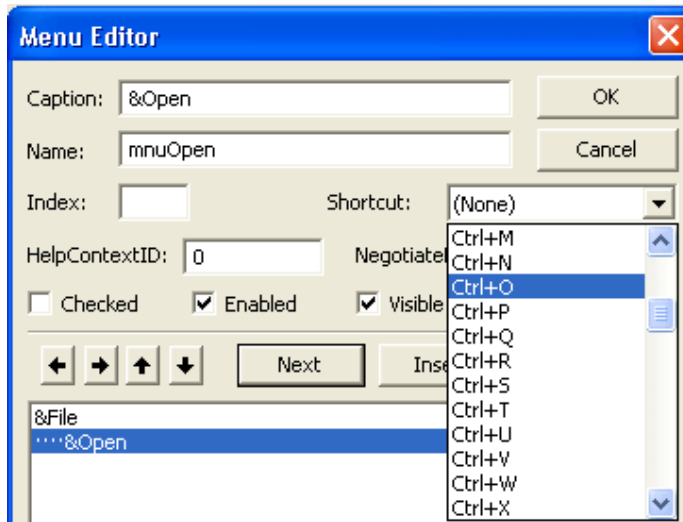 Menu Editor
Caption: &Open OK
Name: mnuOpen Cancel
Index: Shortcut: (None)
HelpContextID: 0
Checked Enabled Visible
Next
&File
····&Open
Ctrl+M
Ctrl+N
Ctrl+O
Ctrl+P
Ctrl+Q
Ctrl+R
Ctrl+S
Ctrl+T
Ctrl+U
Ctrl+V
Ctrl+W
Ctrl+X